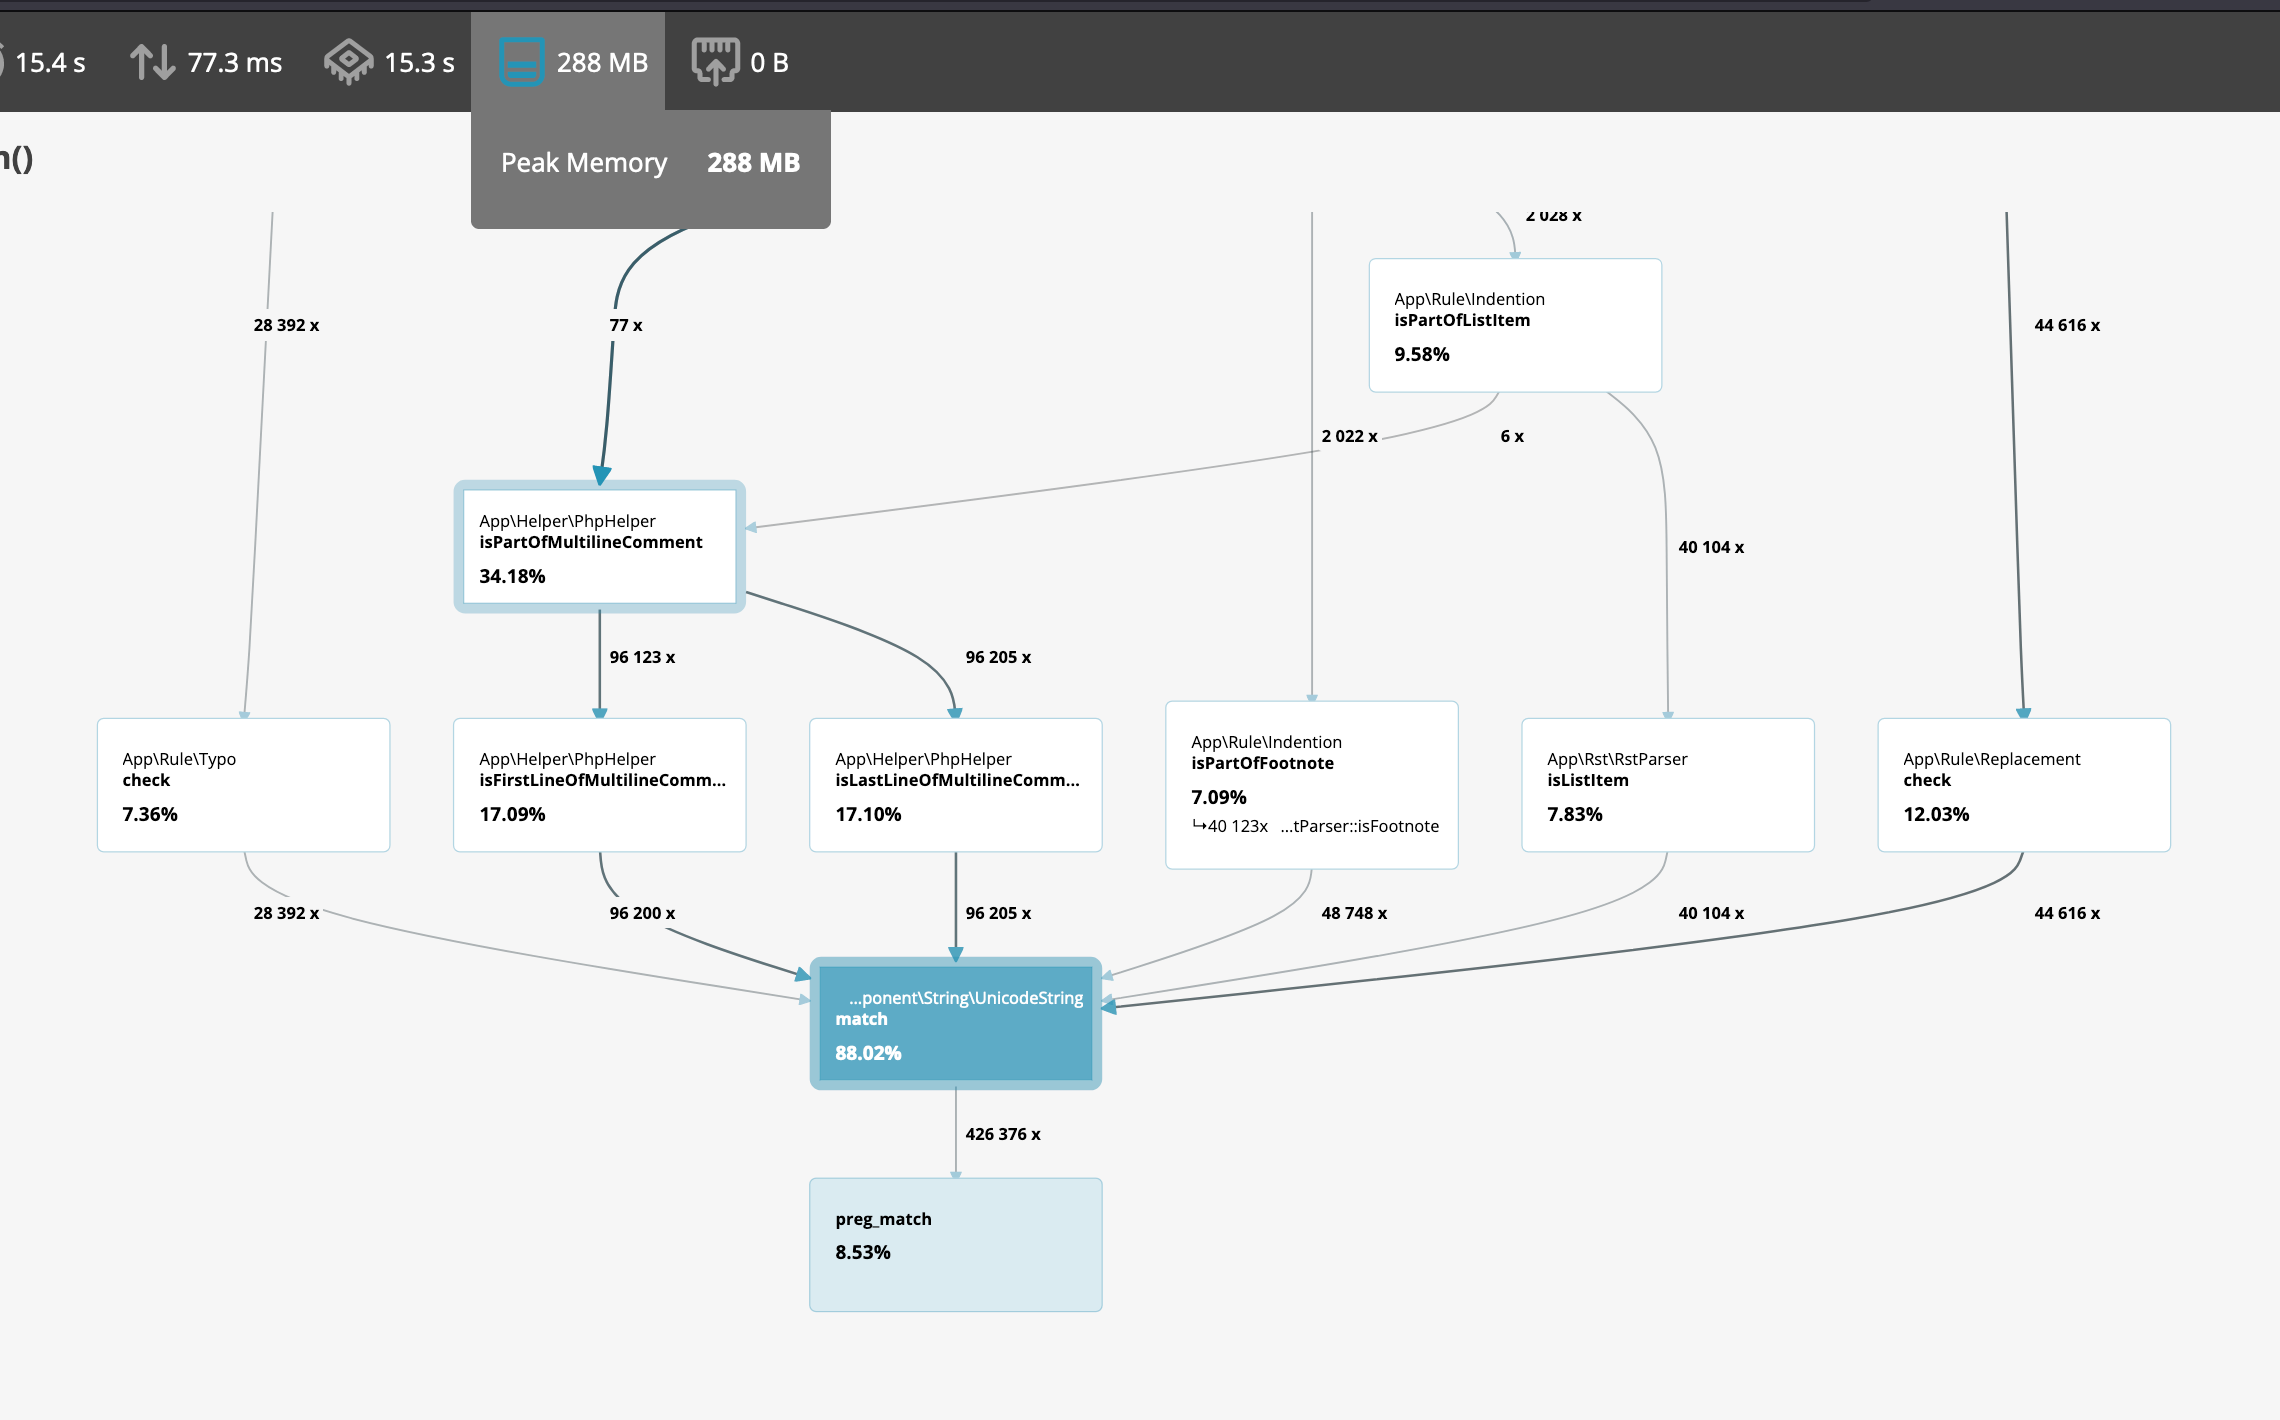 15.4 s
77.3 ms
15.3 s
288 MB
0 B
n()
Peak Memory 288 MB
2 028 x
28 392 x
77 x
App\Rule\Indention
isPartOfListItem
9.58%
44 616 x
2 022 x
6 x
App\Helper\PhpHelper
isPartOfMultilineComment
34.18%
40 104 x
96 123 x
96 205 x
App\Rule\Typo
check
7.36%
App\Helper\PhpHelper
isFirstLineOfMultilineComm...
17.09%
App\Helper\PhpHelper
isLastLineOfMultilineComm...
17.10%
App\Rule\Indention
isPartOfFootnote
7.09%
↳40 123x ...tParser::isFootnote
App\Rst\RstParser
isListItem
7.83%
App\Rule\Replacement
check
12.03%
28 392 x
96 200 x
96 205 x
48 748 x
40 104 x
44 616 x
...ponent\String\UnicodeString
match
88.02%
426 376 x
preg_match
8.53%